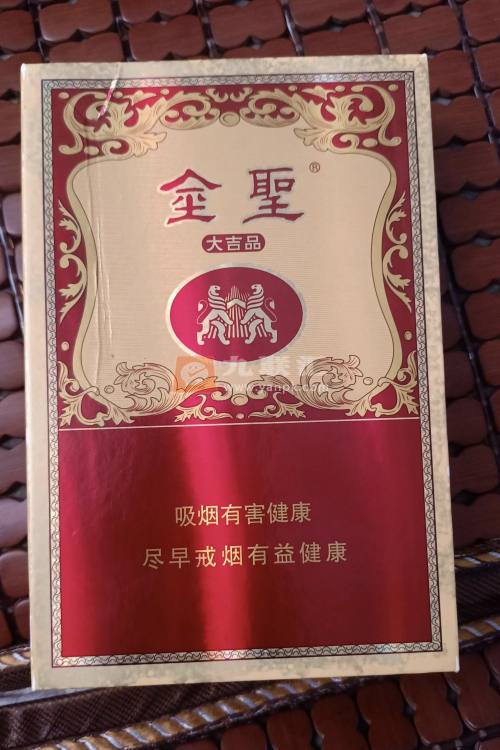 金聖®
大吉品
吸烟有害健康
尽早戒烟有益健康